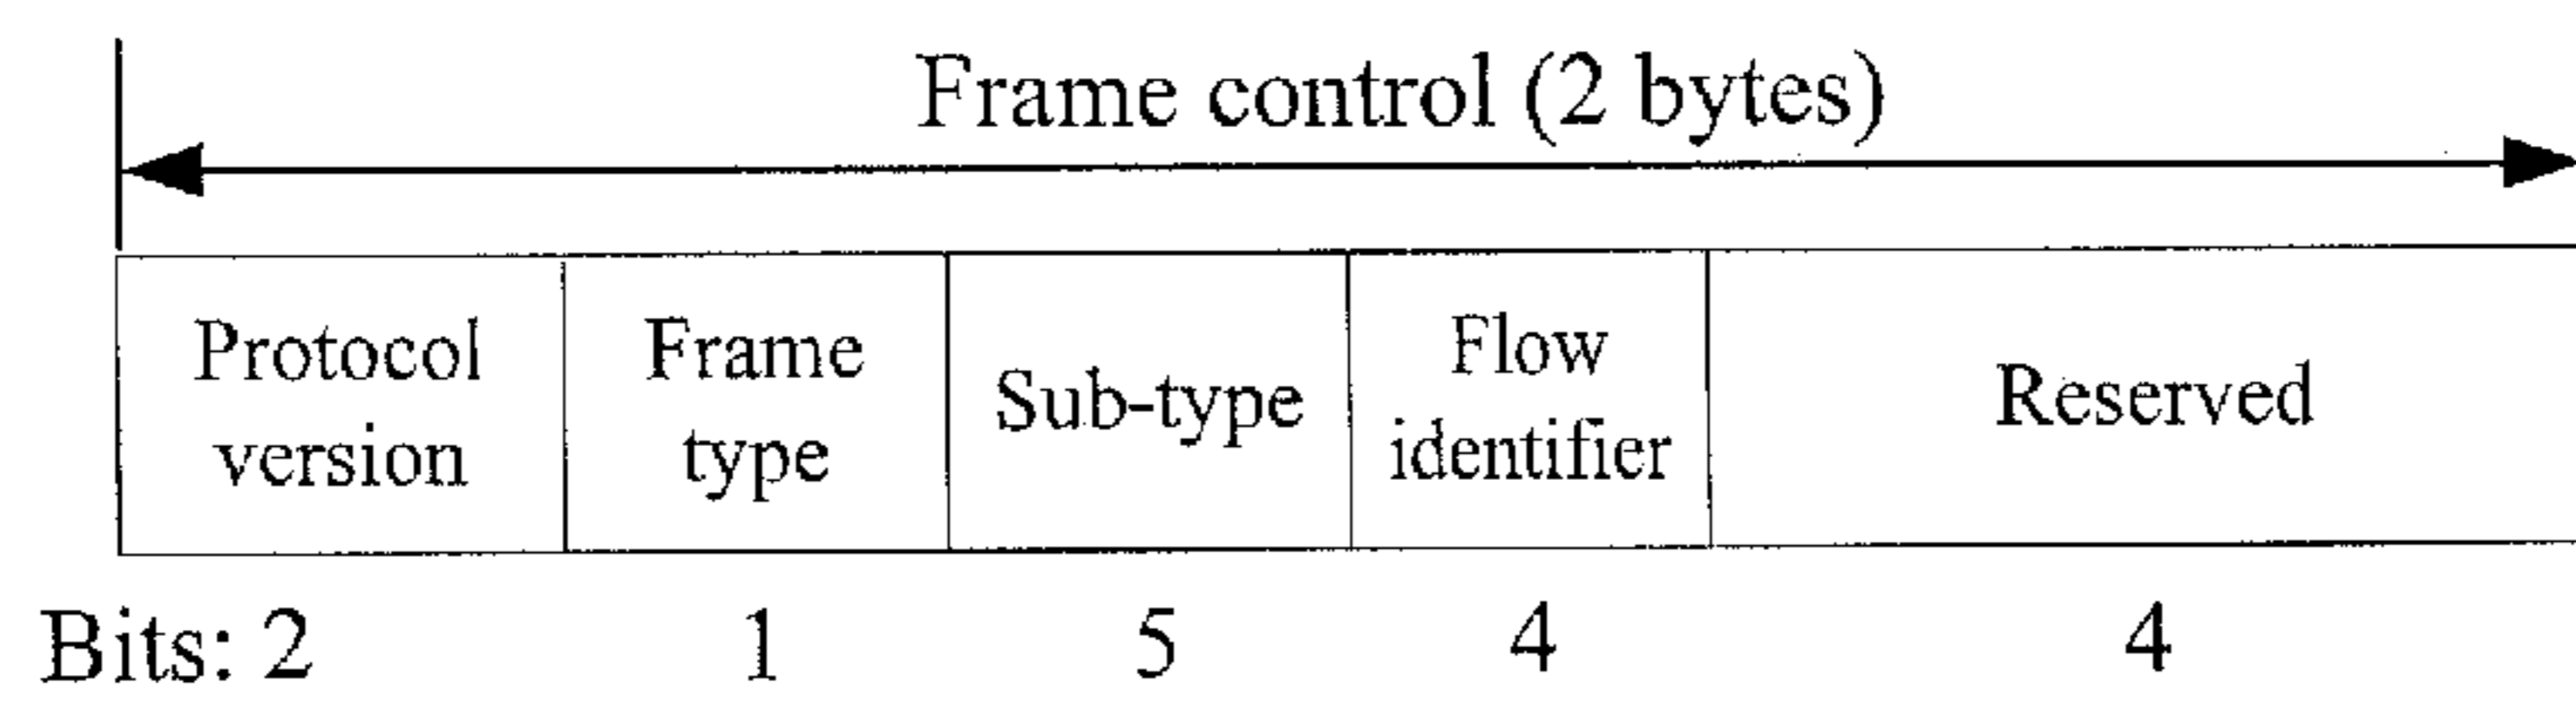 Frame control (2 bytes)
Protocol
version
Frame
type
Sub-type
Flow
identifier
Reserved
Bits: 2 1 5 4 4